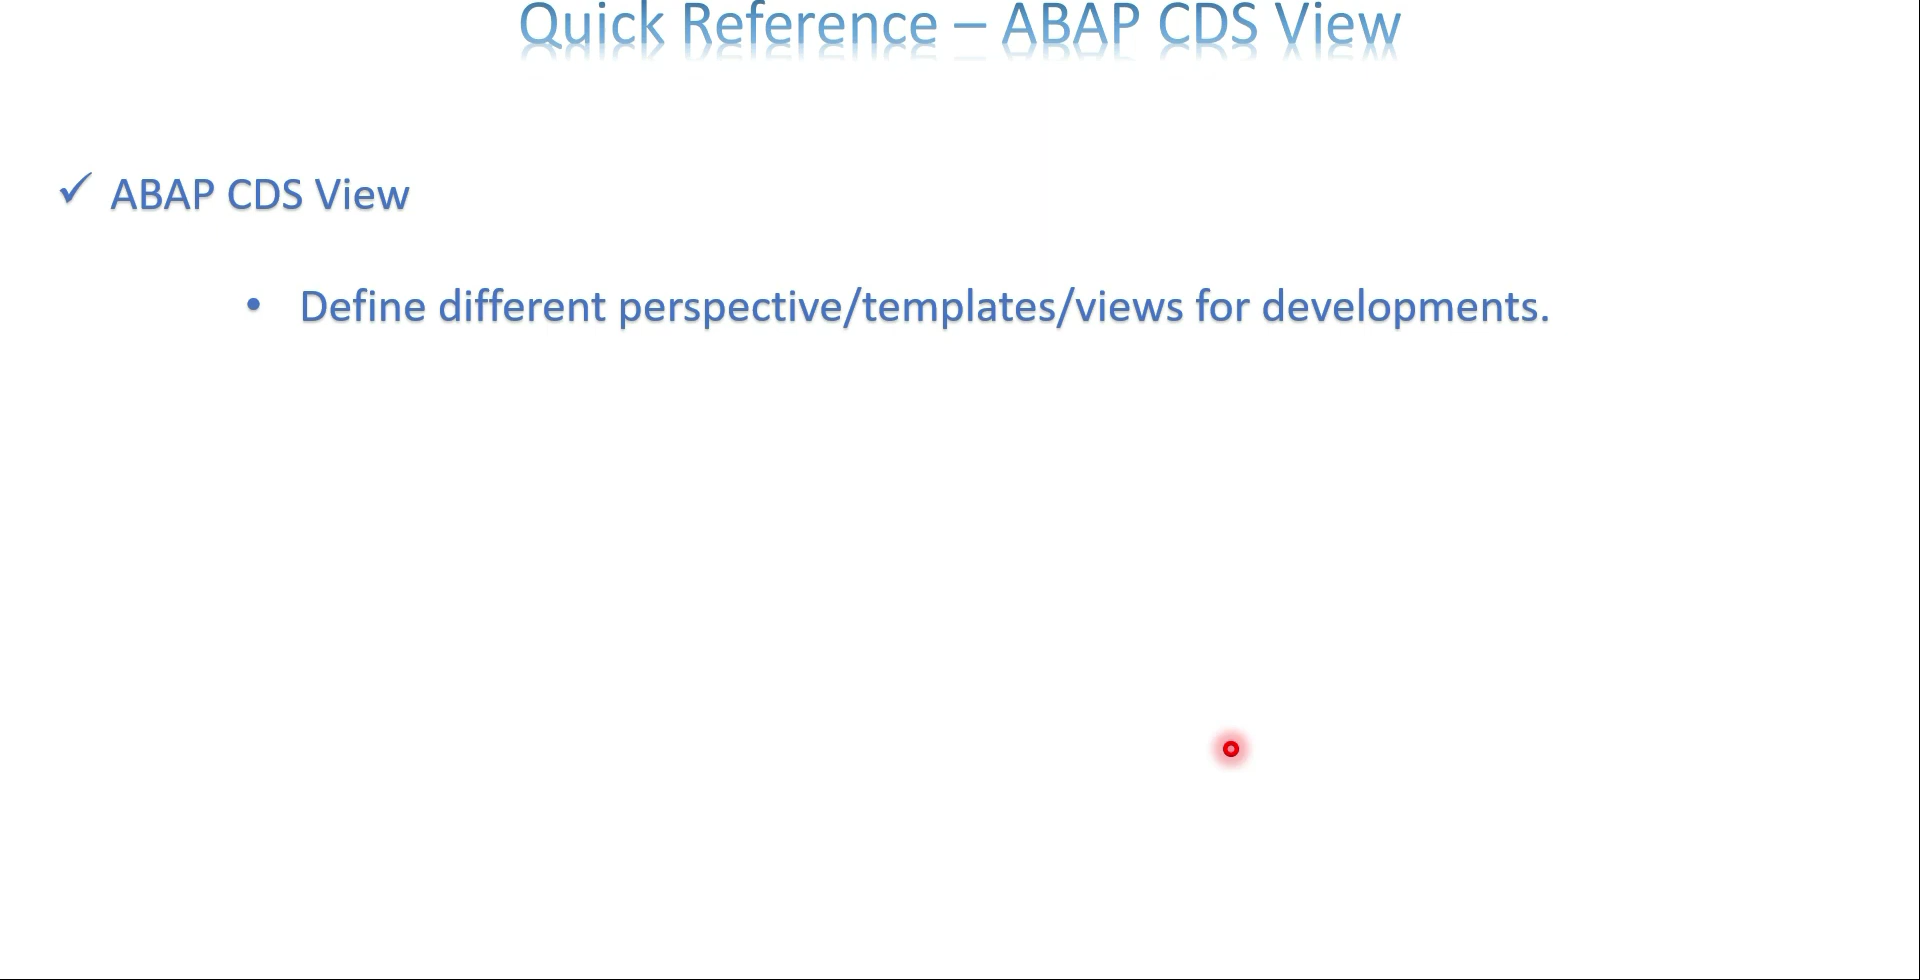 Quick Reference – ABAP CDS View
✓ ABAP CDS View
• Define different perspective/templates/views for developments.